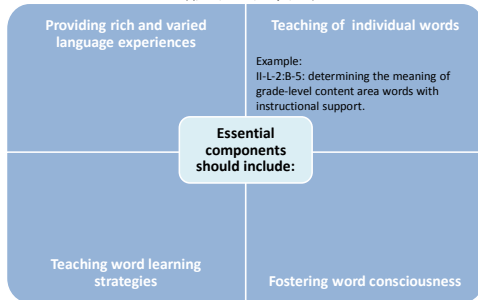 Providing rich and varied
language experiences
Teaching of individual words
Example:
II-L-2:B-5: determining the meaning of
grade-level content area words with
instructional support.
Essential
components
should include:
Teaching word learning
strategies
Fostering word consciousness